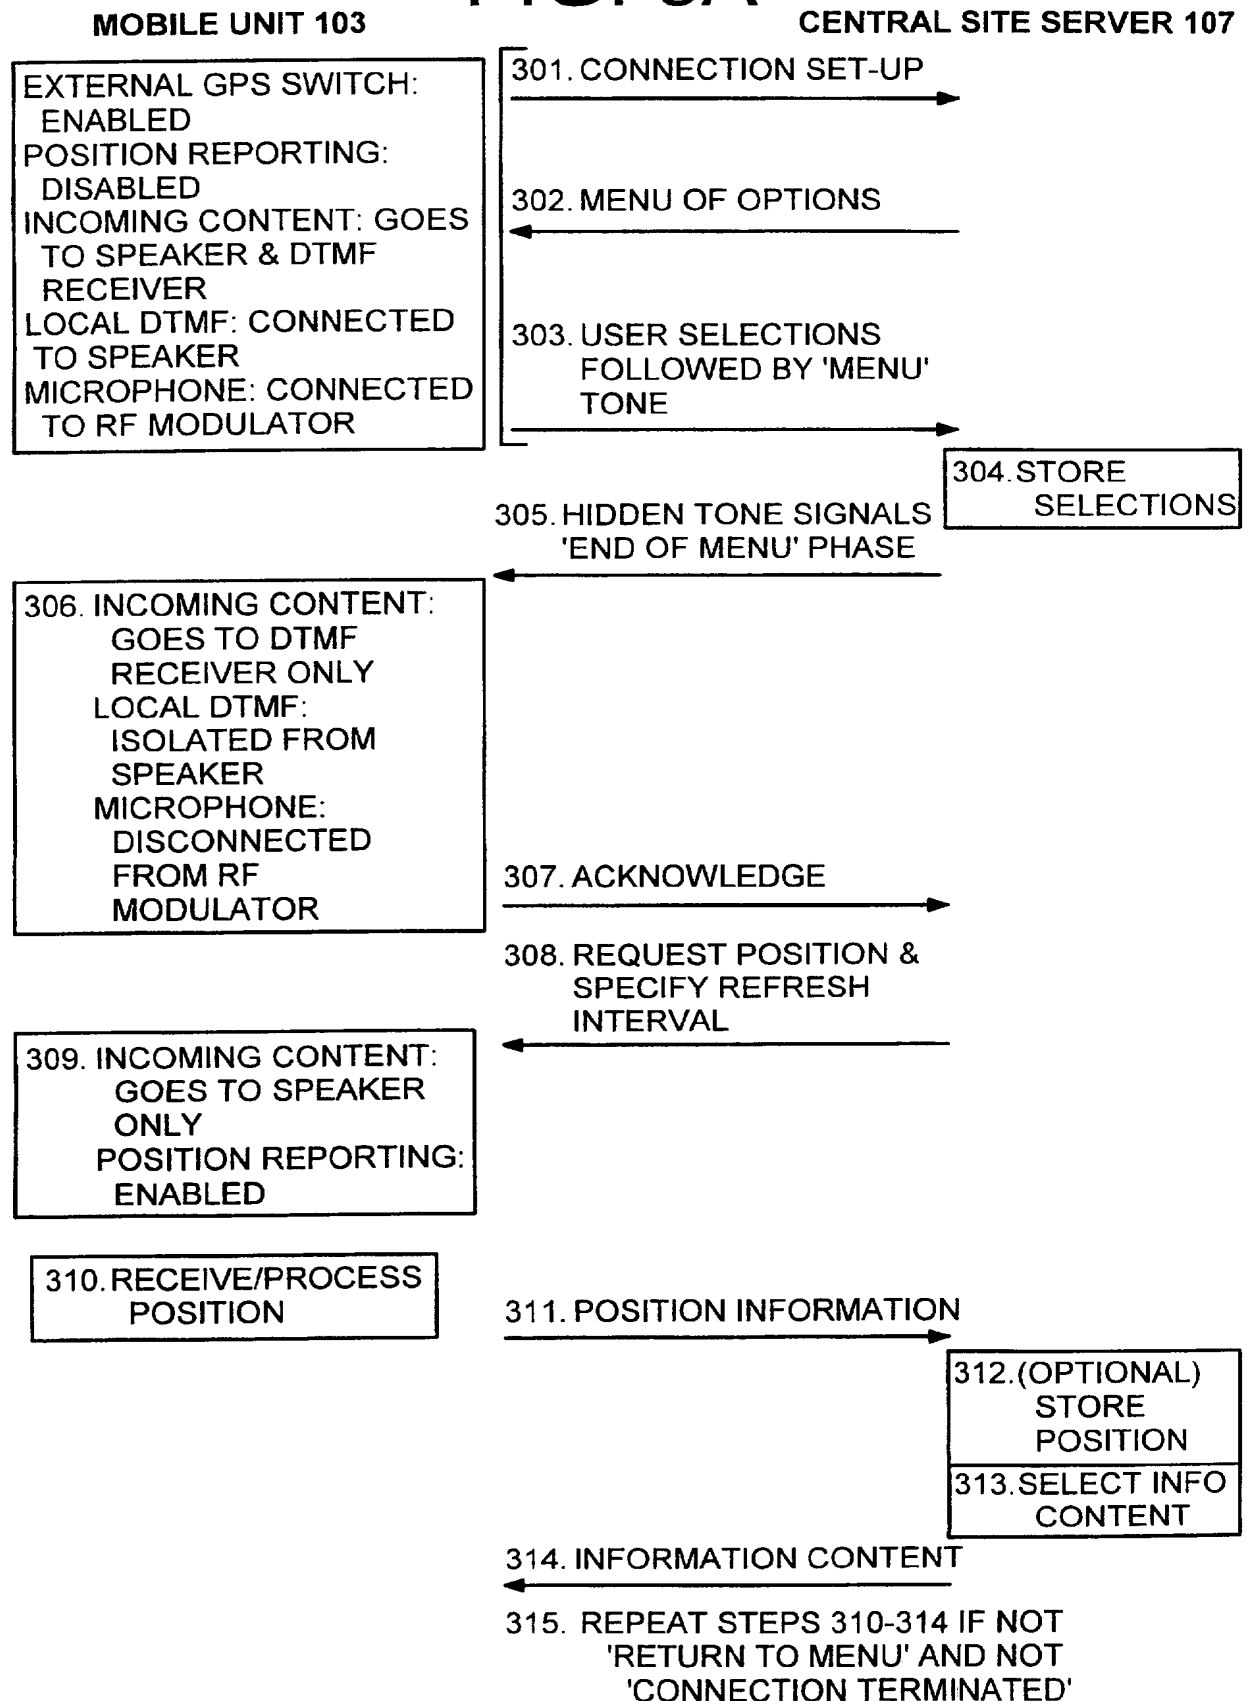 MOBILE UNIT 103
CENTRAL SITE SERVER 107
EXTERNAL GPS SWITCH:
ENABLED
POSITION REPORTING:
DISABLED
INCOMING CONTENT: GOES
TO SPEAKER & DTMF
RECEIVER
LOCAL DTMF: CONNECTED
TO SPEAKER
MICROPHONE: CONNECTED
TO RF MODULATOR
301. CONNECTION SET-UP
302. MENU OF OPTIONS
303. USER SELECTIONS
FOLLOWED BY 'MENU'
TONE
304. STORE
SELECTIONS
305. HIDDEN TONE SIGNALS
'END OF MENU' PHASE
306. INCOMING CONTENT:
GOES TO DTMF
RECEIVER ONLY
LOCAL DTMF:
ISOLATED FROM
SPEAKER
MICROPHONE:
DISCONNECTED
FROM RF
MODULATOR
307. ACKNOWLEDGE
308. REQUEST POSITION &
SPECIFY REFRESH
INTERVAL
309. INCOMING CONTENT:
GOES TO SPEAKER
ONLY
POSITION REPORTING:
ENABLED
310. RECEIVE/PROCESS
POSITION
311. POSITION INFORMATION
312. (OPTIONAL)
STORE
POSITION
313. SELECT INFO
CONTENT
314. INFORMATION CONTENT
315. REPEAT STEPS 310-314 IF NOT
'RETURN TO MENU' AND NOT
'CONNECTION TERMINATED'